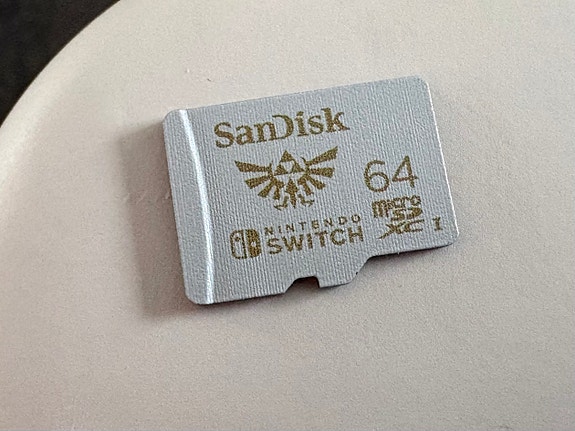 SanDisk
64
NINTENDO
SWITCH
micro
SD
XC I